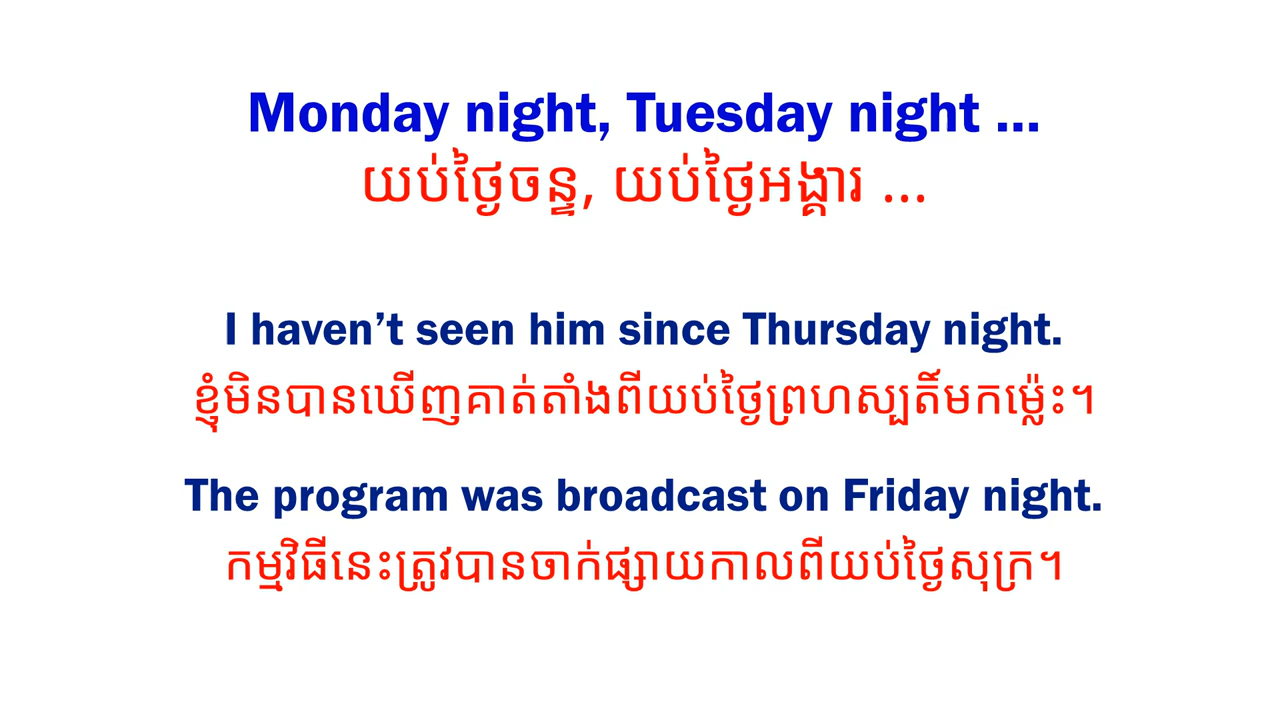 Monday night, Tuesday night ...
យប់ថ្ងៃចន្ទ, យប់ថ្ងៃអង្គារ ...
I haven’t seen him since Thursday night.
ខ្ញុំមិនបានឃើញគាត់តាំងពីយប់ថ្ងៃព្រហស្បតិ៍មកម្ល៉េះ។
The program was broadcast on Friday night.
កម្មវិធីនេះត្រូវបានចាក់ផ្សាយកាលពីយប់ថ្ងៃសុក្រ។